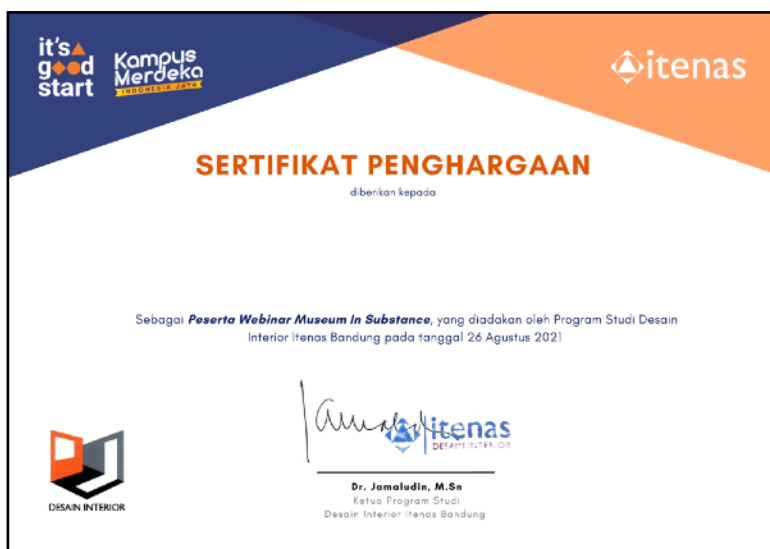 it's
good
start
Kampus
Merdeka
INDONESIA JAYA
itenas
SERTIFIKAT PENGHARGAAN
diberikan kepada
Sebagai Peserta Webinar Museum In Substance, yang diadakan oleh Program Studi Desain
Interior Itenas Bandung pada tanggal 26 Agustus 2021
itenas
DESAIN INTERIOR
Dr. Jamaludin, M.Sn
Ketua Program Studi
Desain Interior Itenas Bandung
DESAIN INTERIOR